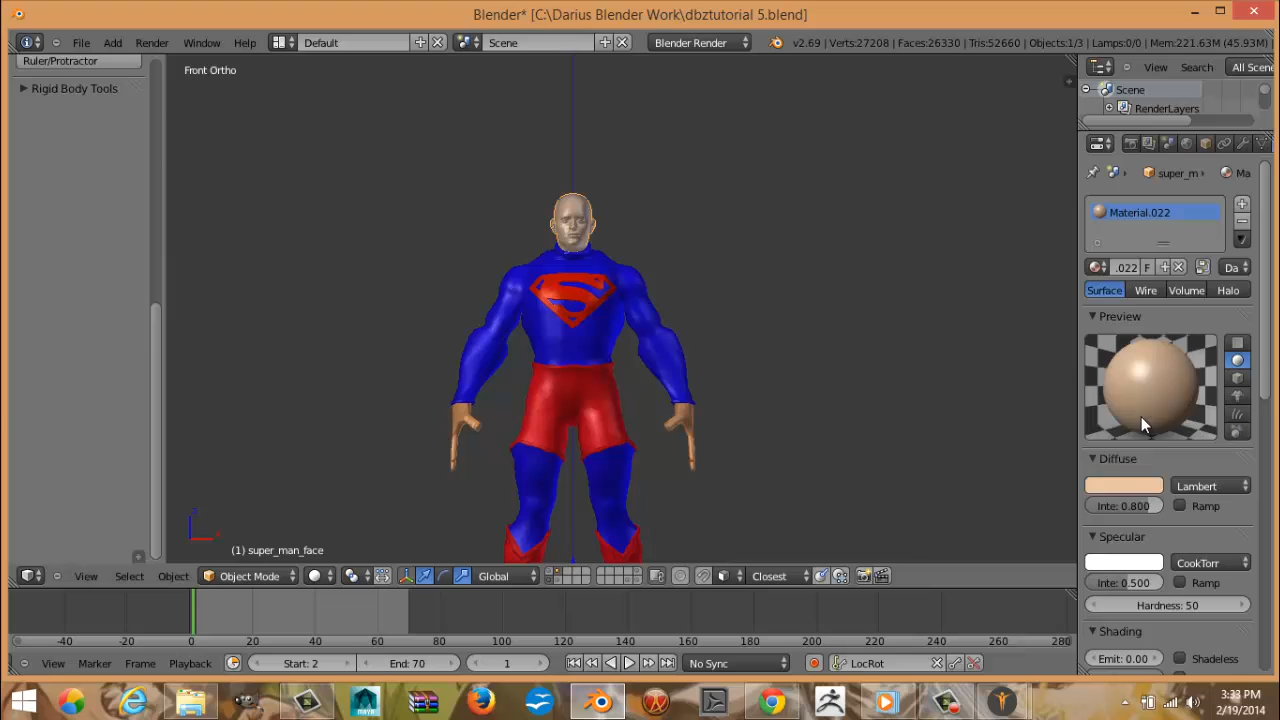 Blender* [C:\Darius Blender Work\dbztutorial 5.blend]
File Add Render Window Help Default Scene Blender Render v2.69 | Verts:27208 | Faces:26330 | Tris:52660 | Objects:1/3 | Lamps:0/0 | Mem:221.63M (45.93M)
Ruler/Protractor
Rigid Body Tools
Front Ortho
(1) super_man_face
View Select Object Object Mode Global Closest
-40 -20 0 20 40 60 80 100 120 140 160 180 200 220 240 260 280
View Marker Frame Playback Start: 2 End: 70 1 No Sync LocRot
View Search All Scene
Scene
RenderLayers
super_m Ma
Material.022
.022 F Da
Surface Wire Volume Halo
Preview
Diffuse
Lambert
Inte: 0.800 Ramp
Specular
CookTorr
Inte: 0.500 Ramp
Hardness: 50
Shading
Emit: 0.00 Shadeless
3:33 PM
2/19/2014